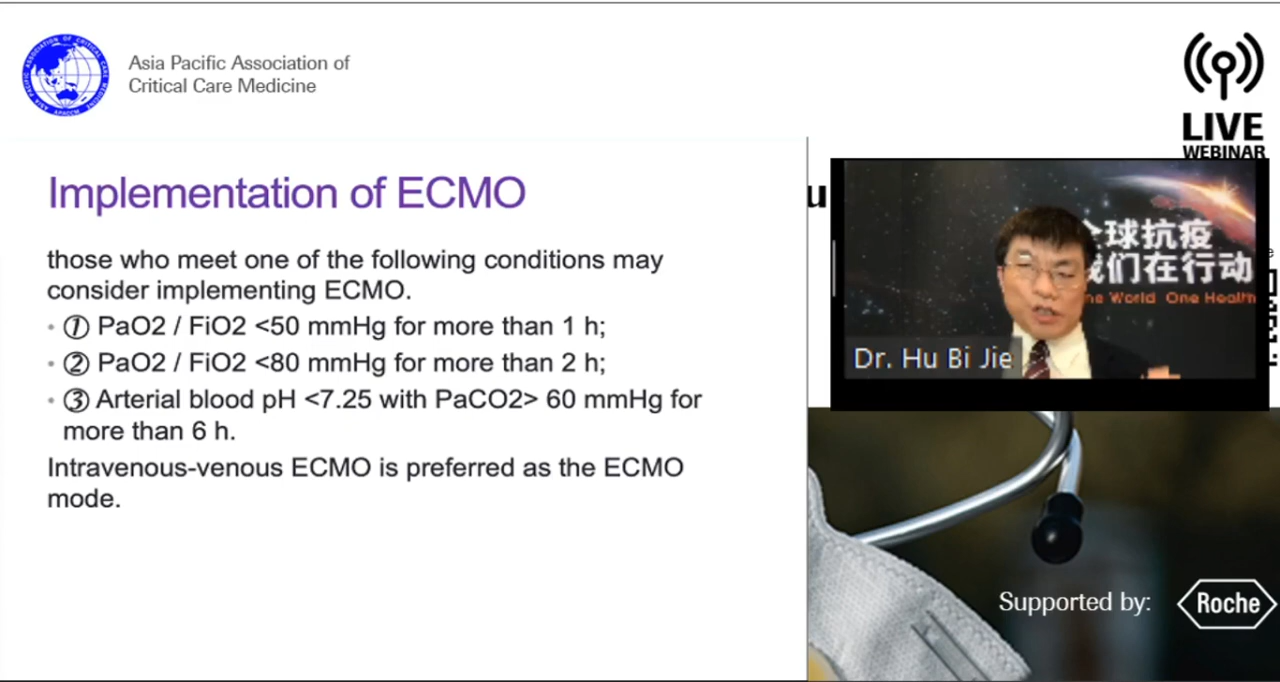 Asia Pacific Association of
Critical Care Medicine
LIVE
WEBINAR
Implementation of ECMO
those who meet one of the following conditions may
consider implementing ECMO.
• ① PaO2 / FiO2 <50 mmHg for more than 1 h;
• ② PaO2 / FiO2 <80 mmHg for more than 2 h;
• ③ Arterial blood pH <7.25 with PaCO2> 60 mmHg for
more than 6 h.
Intravenous-venous ECMO is preferred as the ECMO
mode.
u
球抗疫
我们在行动
ne World One Health
Dr. Hu Bi Jie
Supported by:
Roche